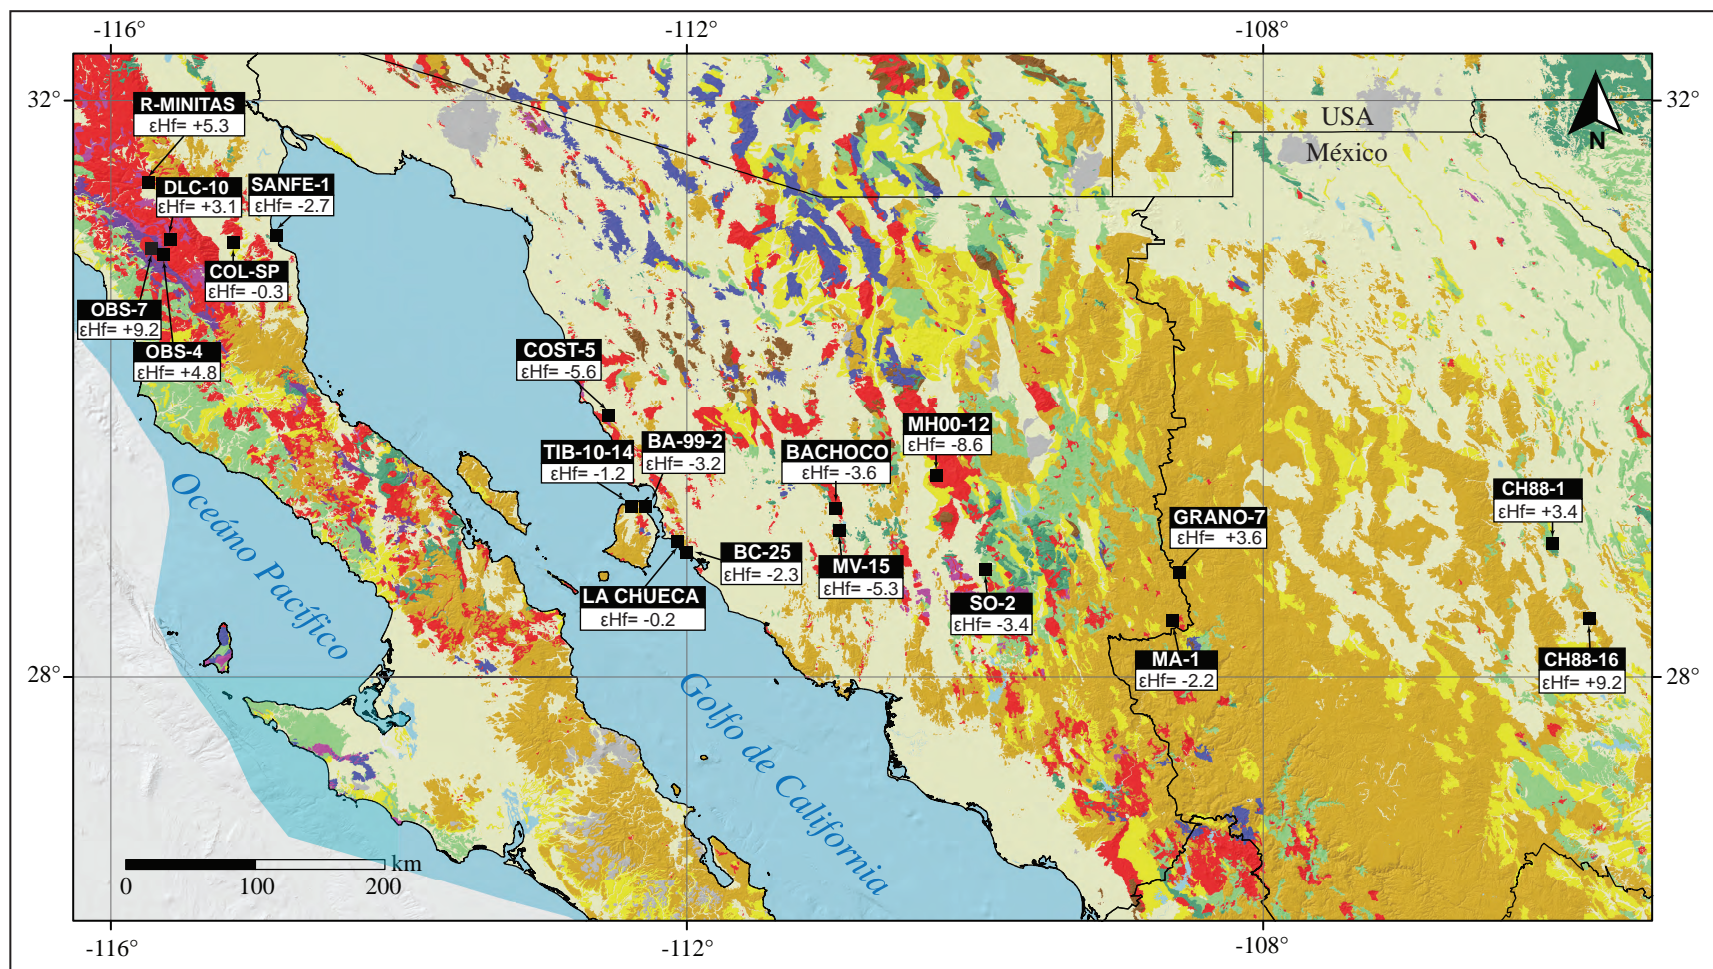 -116°
-112°
-108°
32°
32°
R-MINITAS
εHf= +5.3
USA
México
N
DLC-10
εHf= +3.1
SANFE-1
εHf= -2.7
COL-SP
εHf= -0.3
OBS-7
εHf= +9.2
OBS-4
εHf= +4.8
COST-5
εHf= -5.6
TIB-10-14
εHf= -1.2
BA-99-2
εHf= -3.2
BACHOCO
εHf= -3.6
MH00-12
εHf= -8.6
CH88-1
εHf= +3.4
GRANO-7
εHf= +3.6
BC-25
εHf= -2.3
MV-15
εHf= -5.3
LA CHUECA
εHf= -0.2
SO-2
εHf= -3.4
MA-1
εHf= -2.2
CH88-16
εHf= +9.2
Oceáno Pacífico
Golfo de California
28°
28°
km
0
100
200
-116°
-112°
-108°